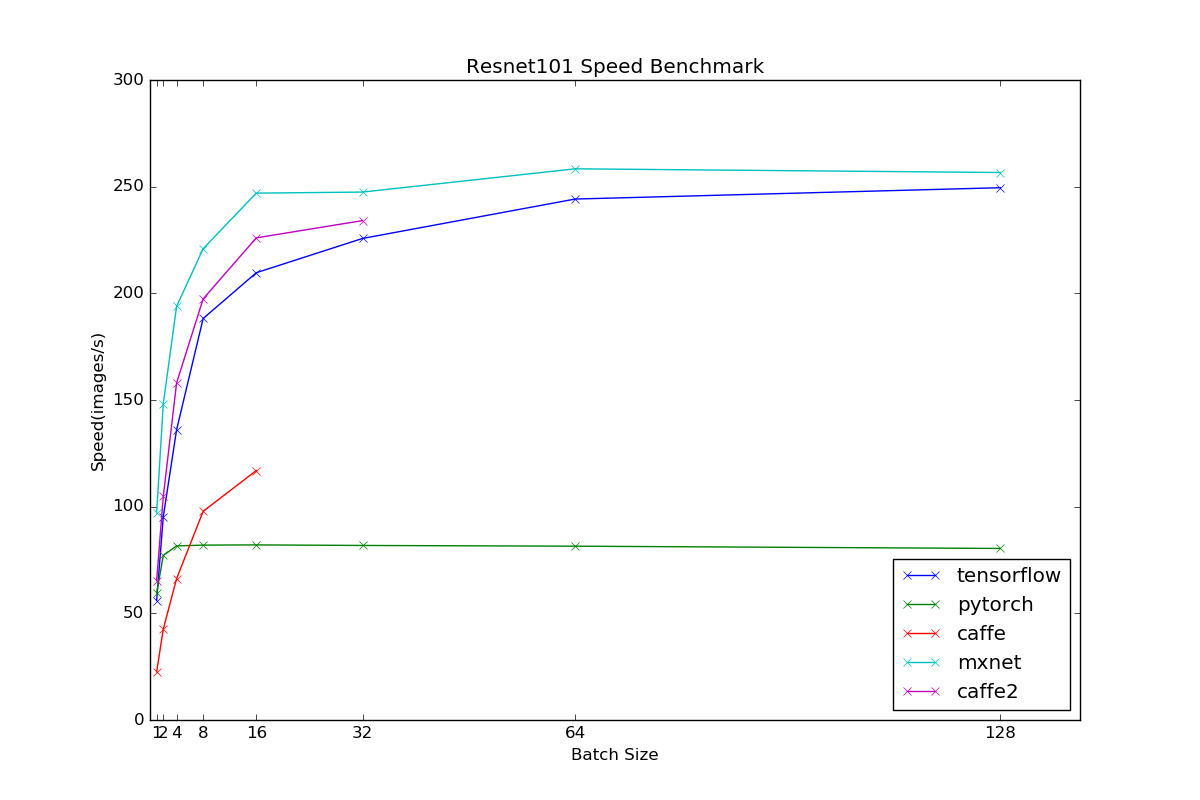 Resnet101 Speed Benchmark
300
250
200
150
100
50
0
Speed(images/s)
1 2 4 8 16 32 64 128
Batch Size
tensorflow
pytorch
caffe
mxnet
caffe2